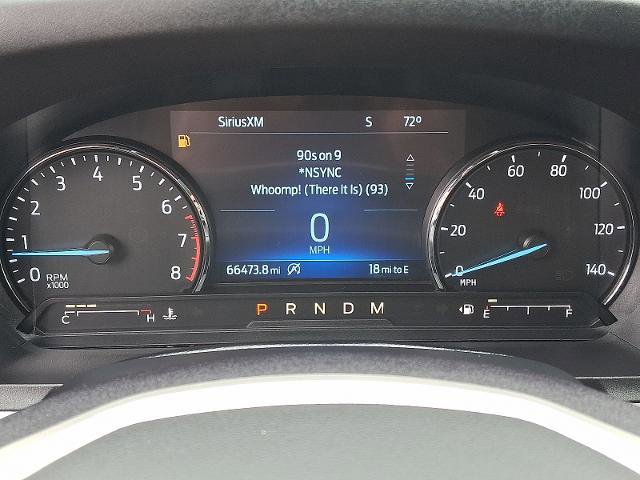 SiriusXM S 72°
90s on 9
*NSYNC
Whoomp! (There It Is) (93)
0
MPH
66473.8 mi 18 mi to E
0 1 2 3 4 5 6 7 8
RPM
x1000
0 20 40 60 80 100 120 140
MPH
C H
P R N D M
E F